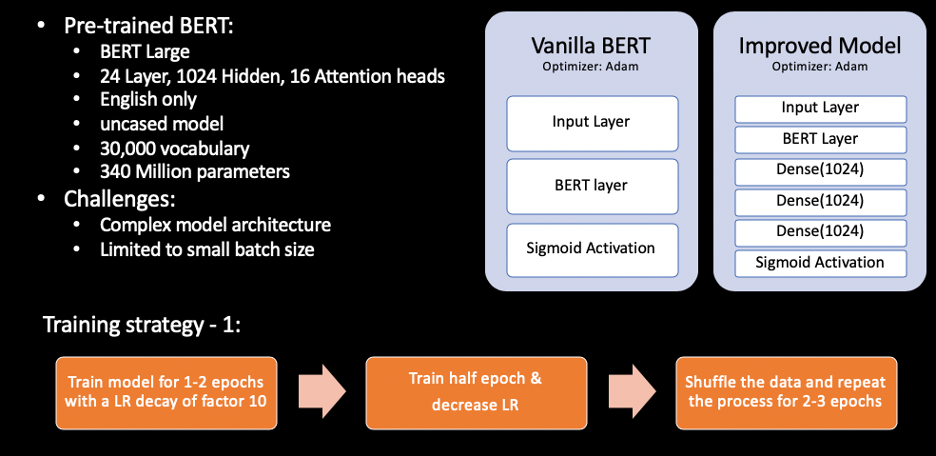 • Pre-trained BERT:
• BERT Large
• 24 Layer, 1024 Hidden, 16 Attention heads
• English only
• uncased model
• 30,000 vocabulary
• 340 Million parameters
• Challenges:
• Complex model architecture
• Limited to small batch size
Vanilla BERT
Optimizer: Adam
Input Layer
BERT layer
Sigmoid Activation
Improved Model
Optimizer: Adam
Input Layer
BERT Layer
Dense(1024)
Dense(1024)
Dense(1024)
Sigmoid Activation
Training strategy - 1:
Train model for 1-2 epochs
with a LR decay of factor 10
Train half epoch &
decrease LR
Shuffle the data and repeat
the process for 2-3 epochs